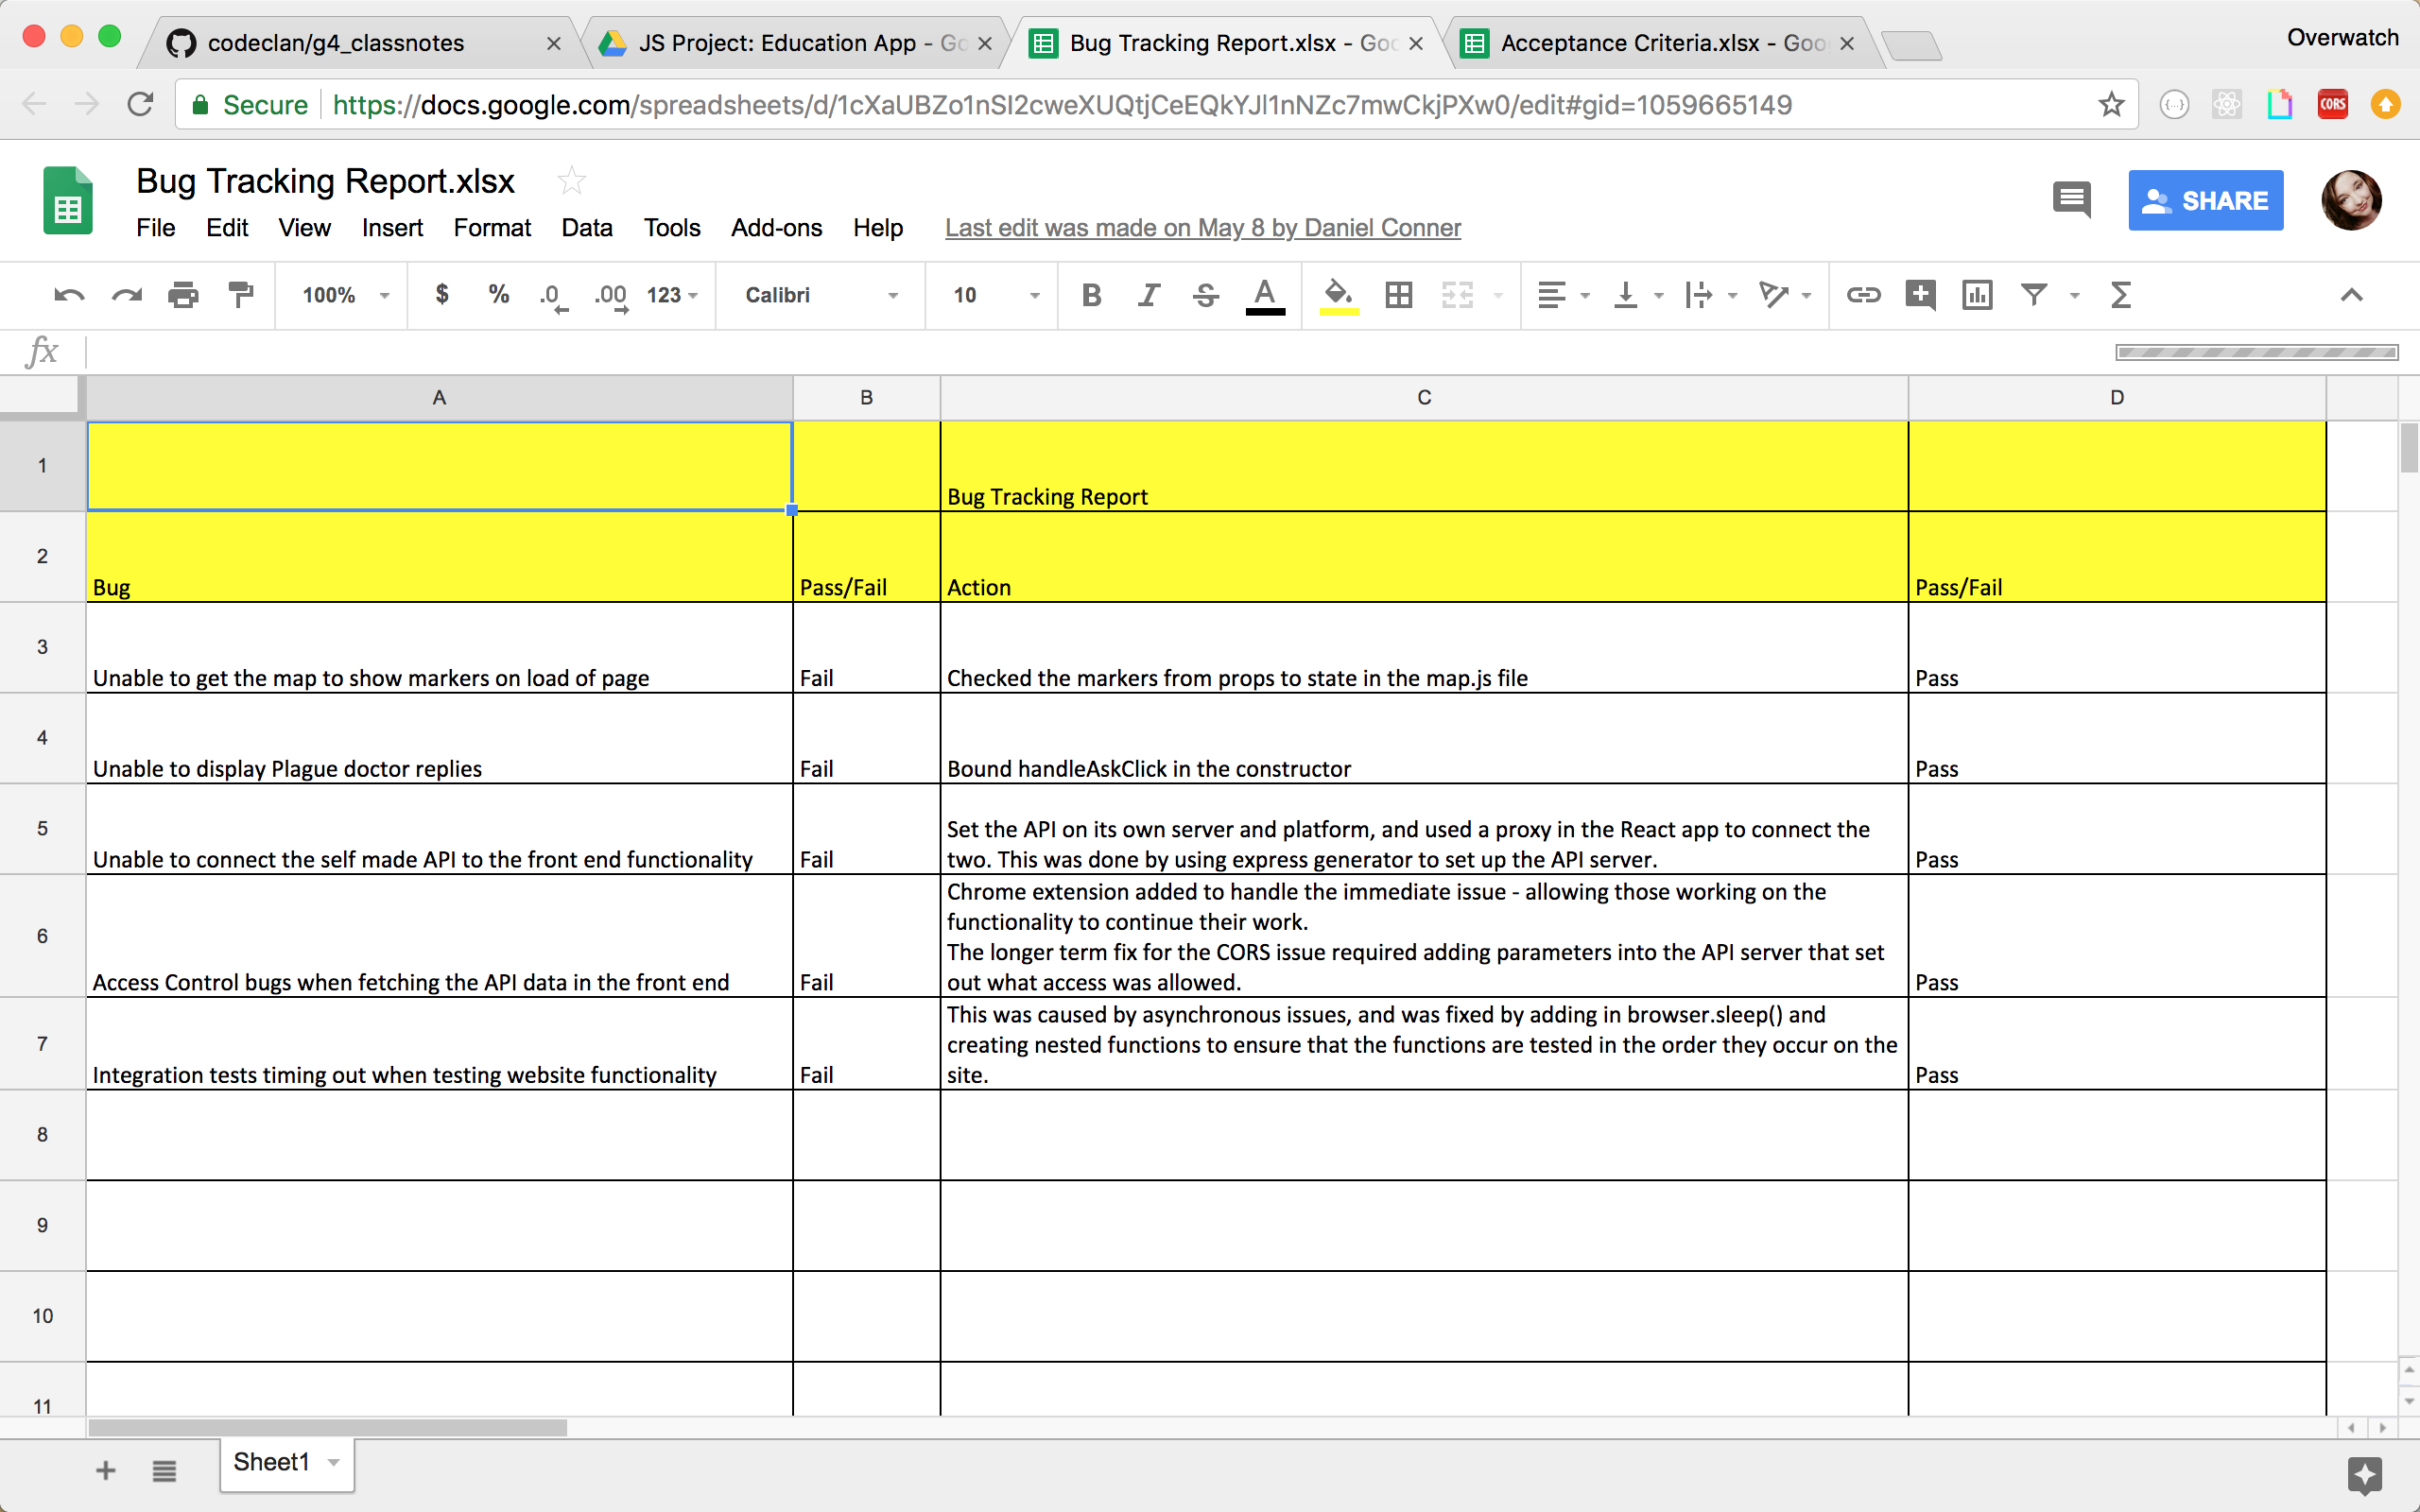 codeclan/g4_classnotes
JS Project: Education App - Go
Bug Tracking Report.xlsx - Goo
Acceptance Criteria.xlsx - Goo
Overwatch
Secure
https://docs.google.com/spreadsheets/d/1cXaUBZo1nSI2cweXUQtjCeEQkYJl1nNZc7mwCkjPXw0/edit#gid=1059665149
{...}
CORS
Bug Tracking Report.xlsx
SHARE
File Edit View Insert Format Data Tools Add-ons Help Last edit was made on May 8 by Daniel Conner
100% $ % .0 .00 123 Calibri 10 B I S A Σ
fx
A B C D
1 Bug Tracking Report
2 Bug Pass/Fail Action Pass/Fail
3 Unable to get the map to show markers on load of page Fail Checked the markers from props to state in the map.js file Pass
4 Unable to display Plague doctor replies Fail Bound handleAskClick in the constructor Pass
5 Unable to connect the self made API to the front end functionality Fail Set the API on its own server and platform, and used a proxy in the React app to connect the
two. This was done by using express generator to set up the API server. Pass
6 Access Control bugs when fetching the API data in the front end Fail Chrome extension added to handle the immediate issue - allowing those working on the
functionality to continue their work.
The longer term fix for the CORS issue required adding parameters into the API server that set
out what access was allowed. Pass
7 Integration tests timing out when testing website functionality Fail This was caused by asynchronous issues, and was fixed by adding in browser.sleep() and
creating nested functions to ensure that the functions are tested in the order they occur on the
site. Pass
8
9
10
11
Sheet1